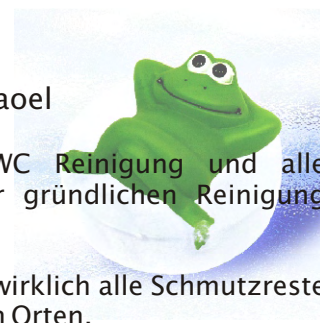 aoel
WC Reinigung und alle
r gründlichen Reinigung
wirklich alle Schmutzreste
n Orten.